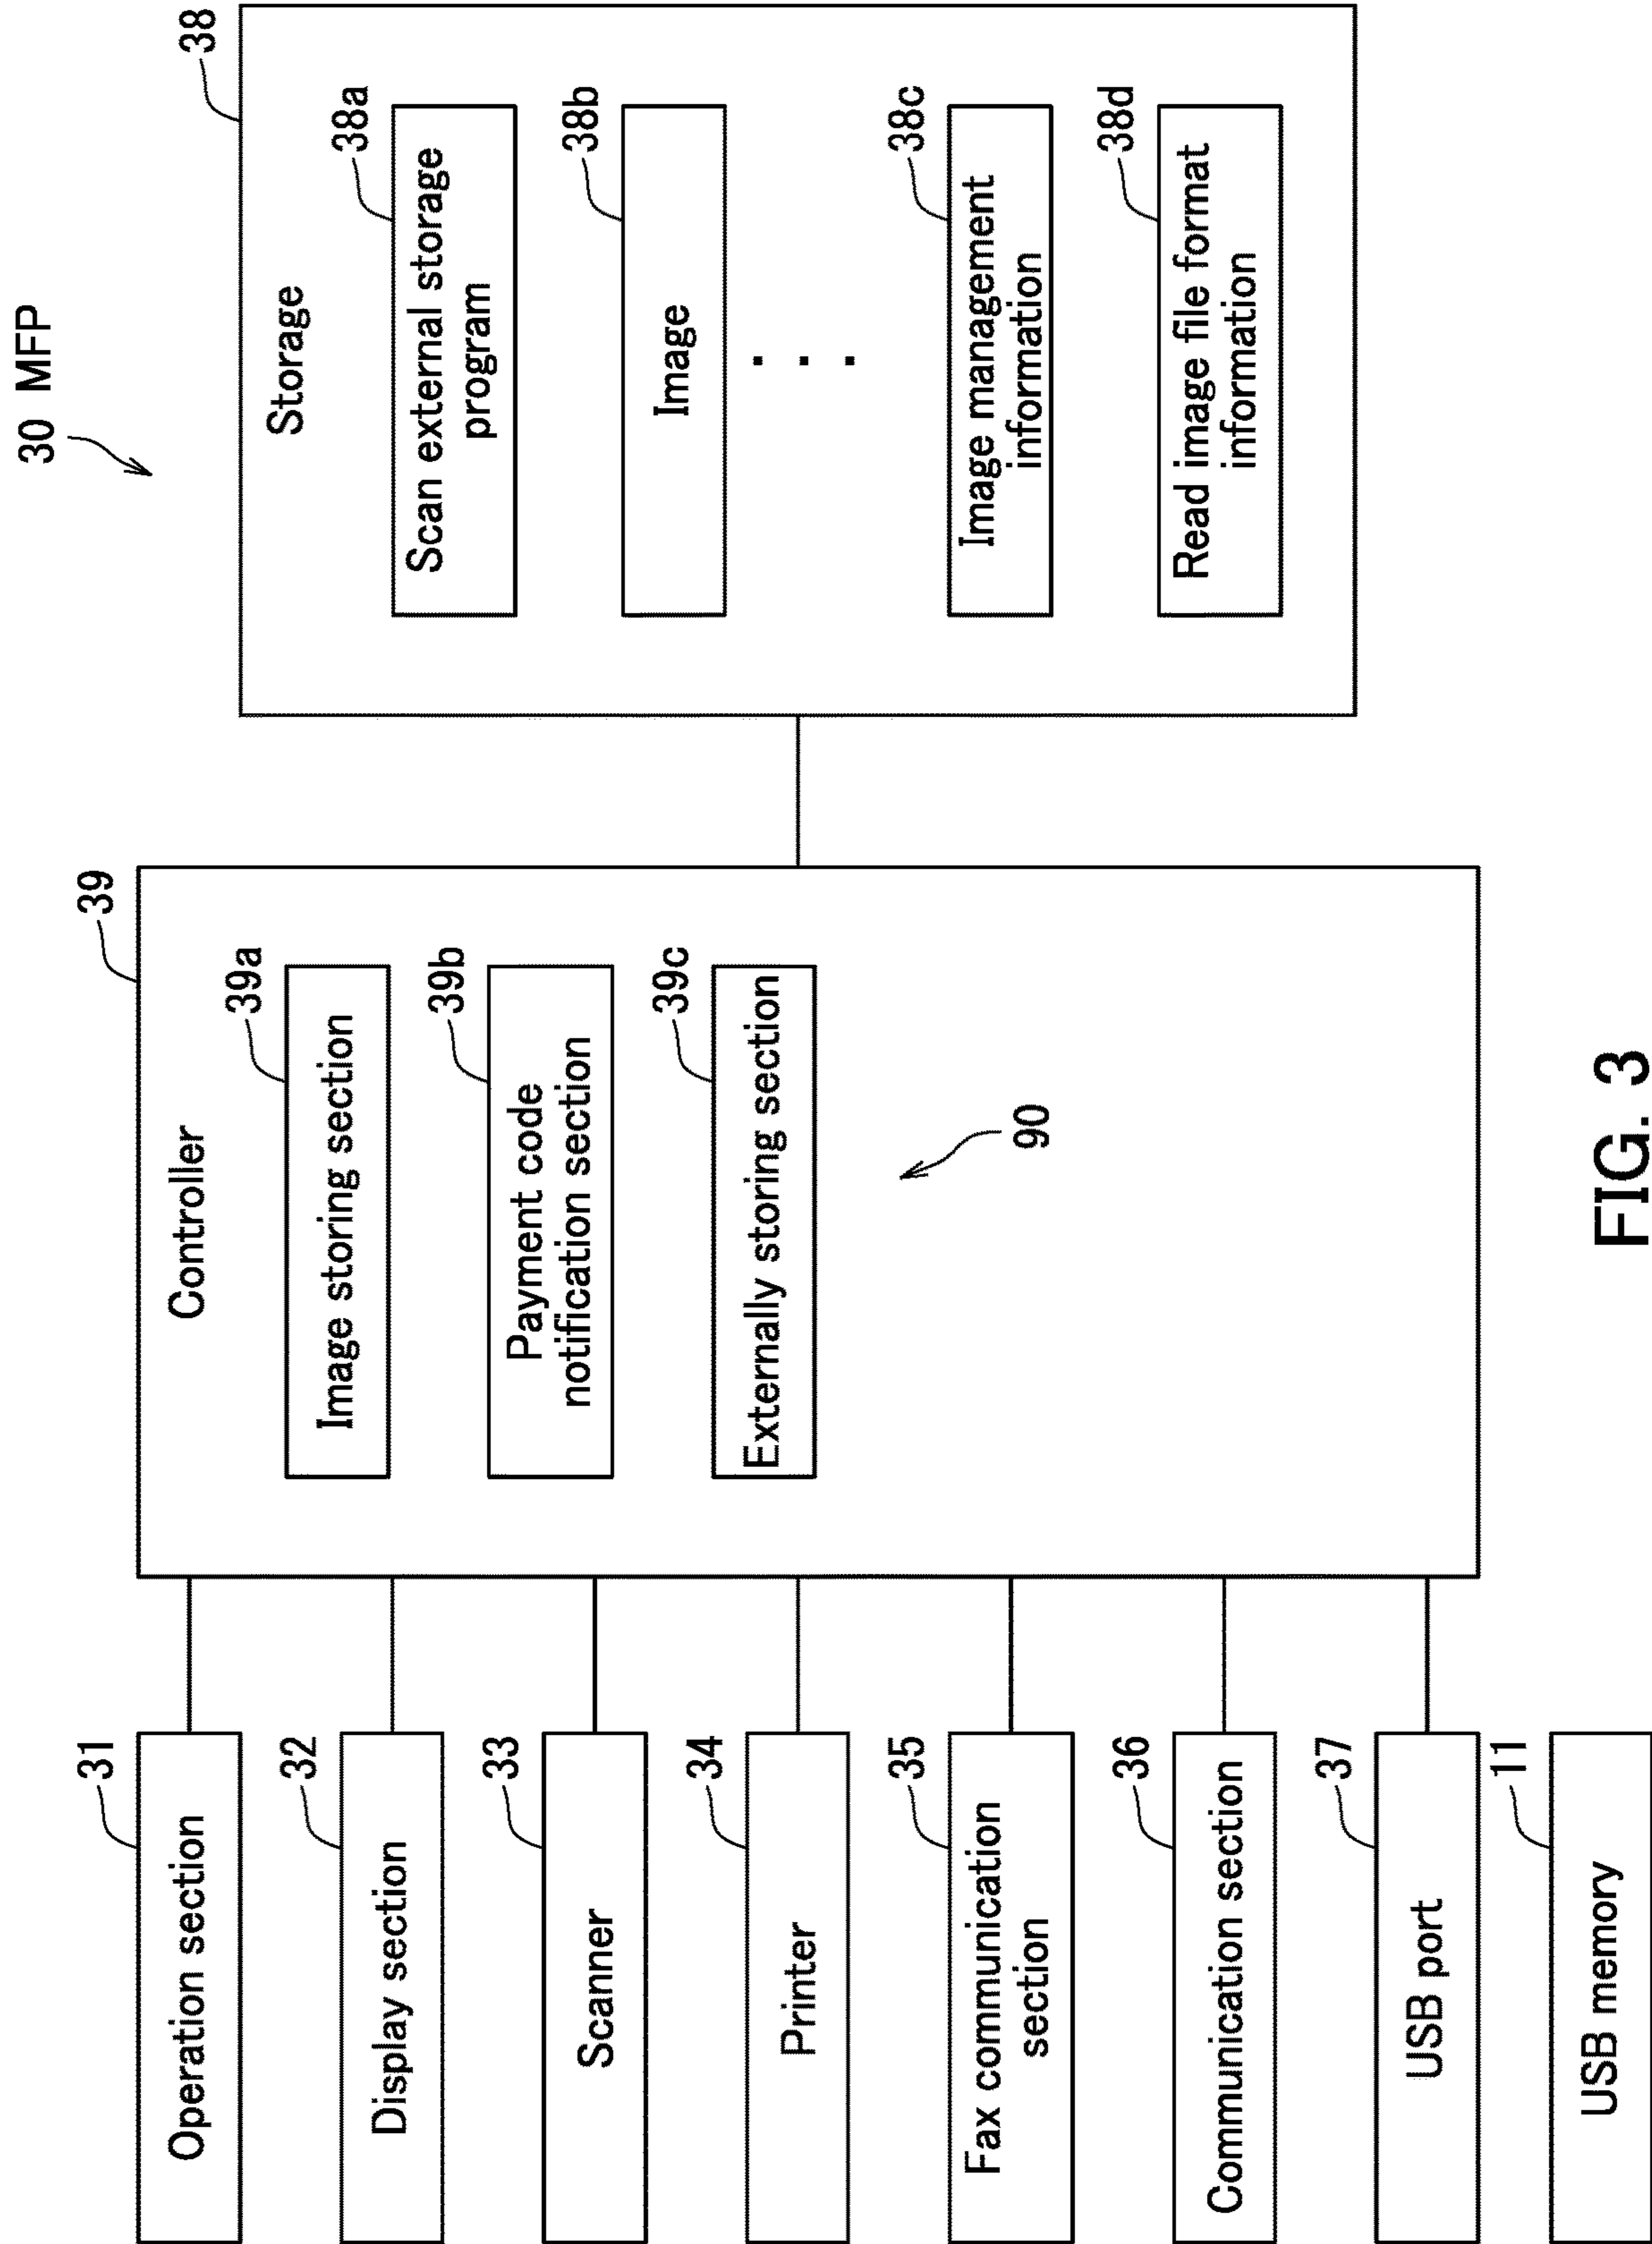 30 MFP
31
Operation section
32
Display section
33
Scanner
34
Printer
35
Fax communication
section
36
Communication section
37
USB port
11
USB memory
39
Controller
39a
Image storing section
39b
Payment code
notification section
39c
Externally storing section
90
38
Storage
38a
Scan external storage
program
38b
Image
. . .
38c
Image management
information
38d
Read image file format
information
FIG. 3